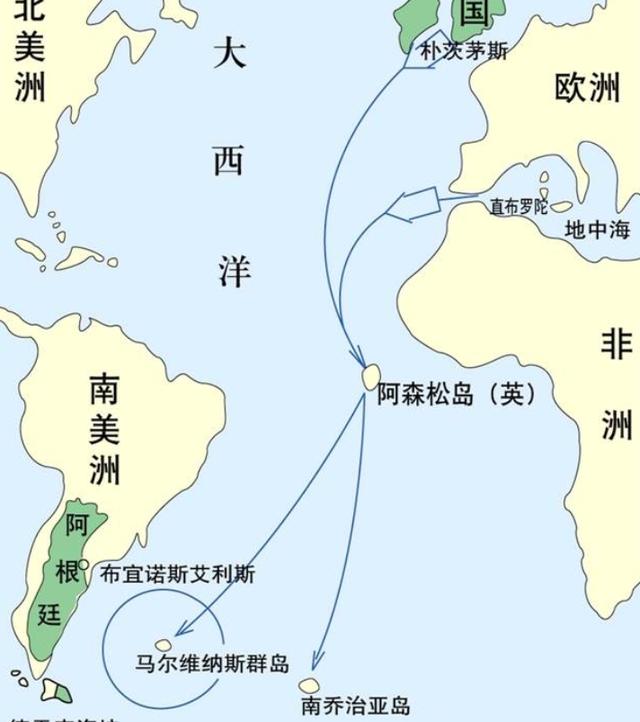 北美洲
大西洋
国
朴茨茅斯
欧洲
直布罗陀
地中海
非洲
阿森松岛（英）
南美洲
阿根廷
布宜诺斯艾利斯
马尔维纳斯群岛
南乔治亚岛